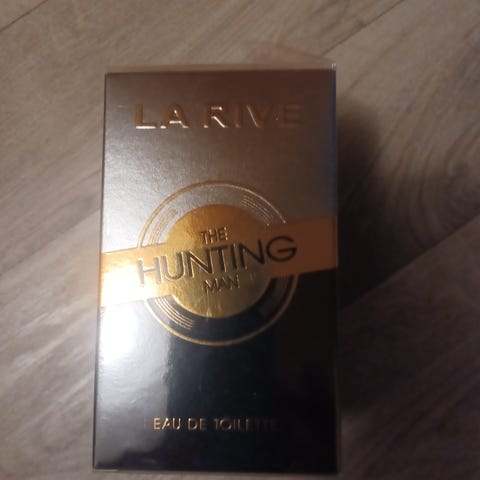 LA RIVE
THE
HUNTING
MAN
EAU DE TOILETTE